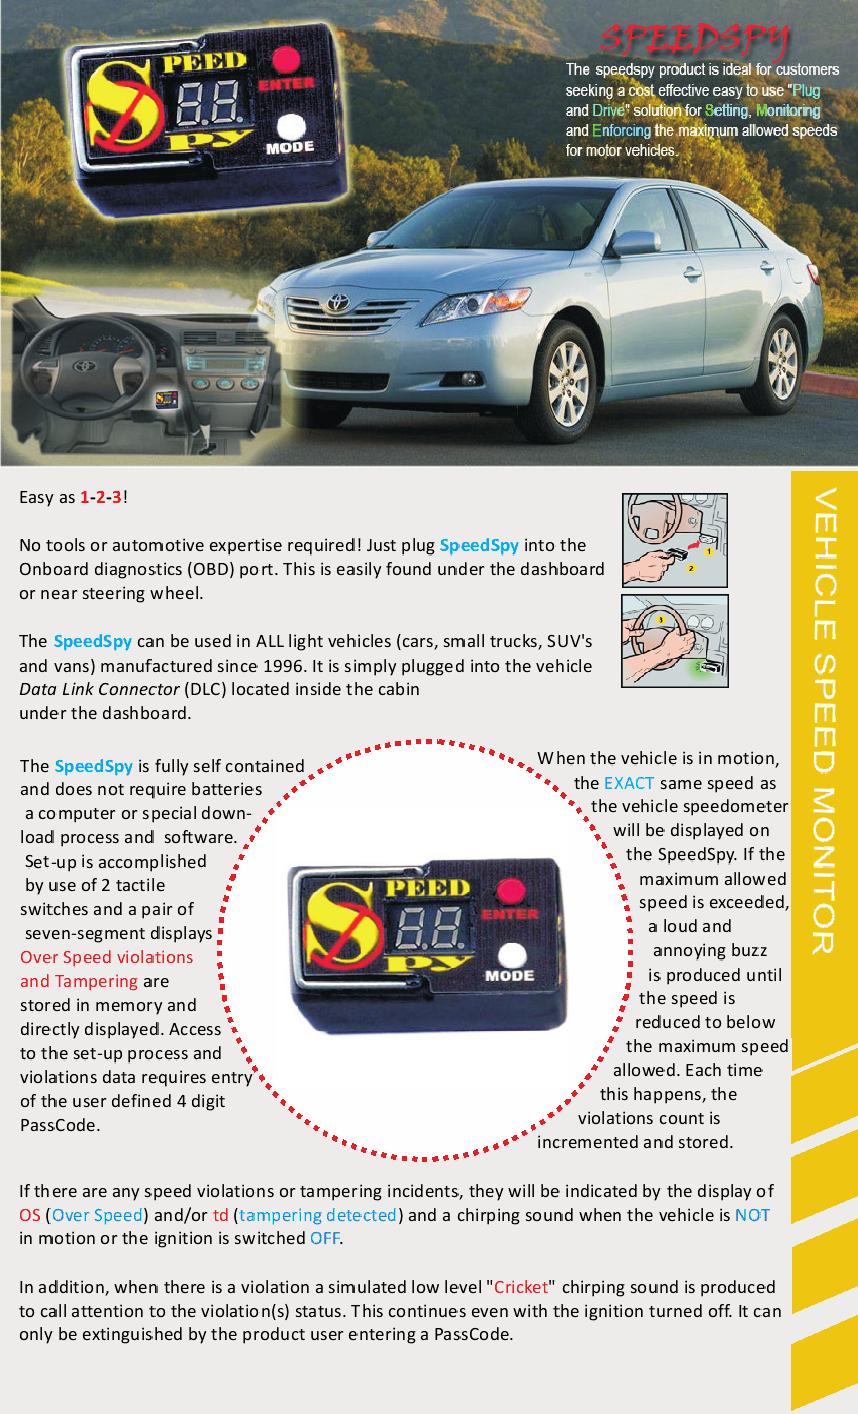 SPEED
Spy
8.8.
ENTER
MODE
SPEEDSPY
The speedspy product is ideal for customers
seeking a cost effective easy to use "Plug
and Drive" solution for Setting, Monitoring
and Enforcing the maximum allowed speeds
for motor vehicles.
Easy as 1-2-3!
No tools or automotive expertise required! Just plug SpeedSpy into the
Onboard diagnostics (OBD) port. This is easily found under the dashboard
or near steering wheel.
1
2
3
The SpeedSpy can be used in ALL light vehicles (cars, small trucks, SUV's
and vans) manufactured since 1996. It is simply plugged into the vehicle
Data Link Connector (DLC) located inside the cabin
under the dashboard.
The SpeedSpy is fully self contained
and does not require batteries
a computer or special down-
load process and software.
Set-up is accomplished
by use of 2 tactile
switches and a pair of
seven-segment displays
Over Speed violations
and Tampering are
stored in memory and
directly displayed. Access
to the set-up process and
violations data requires entry
of the user defined 4 digit
PassCode.
SPEED
Spy
8.8.
ENTER
MODE
When the vehicle is in motion,
the EXACT same speed as
the vehicle speedometer
will be displayed on
the SpeedSpy. If the
maximum allowed
speed is exceeded,
a loud and
annoying buzz
is produced until
the speed is
reduced to below
the maximum speed
allowed. Each time
this happens, the
violations count is
incremented and stored.
If there are any speed violations or tampering incidents, they will be indicated by the display of
OS (Over Speed) and/or td (tampering detected) and a chirping sound when the vehicle is NOT
in motion or the ignition is switched OFF.
In addition, when there is a violation a simulated low level "Cricket" chirping sound is produced
to call attention to the violation(s) status. This continues even with the ignition turned off. It can
only be extinguished by the product user entering a PassCode.
VEHICLE SPEED MONITOR